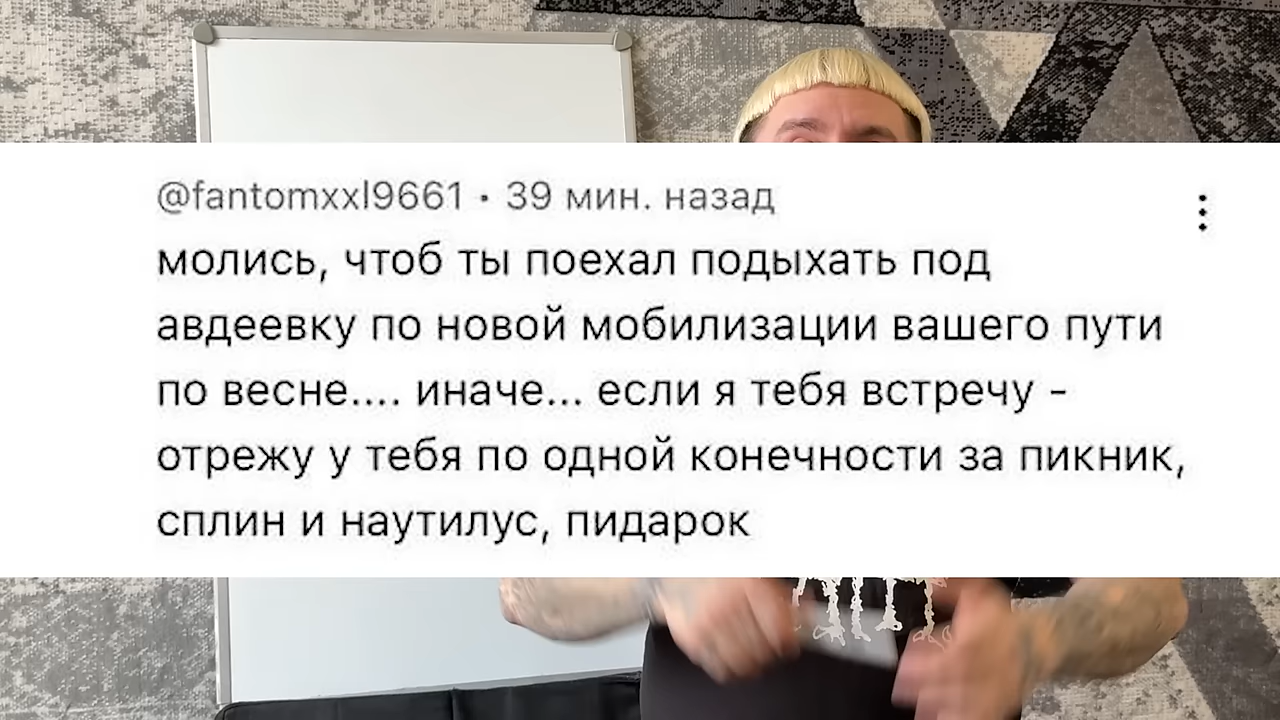 @fantomxxl9661 • 39 мин. назад
молись, чтоб ты поехал подыхать под
авдеевку по новой мобилизации вашего пути
по весне.... иначе... если я тебя встречу -
отрежу у тебя по одной конечности за пикник,
сплин и наутилус, пидарок